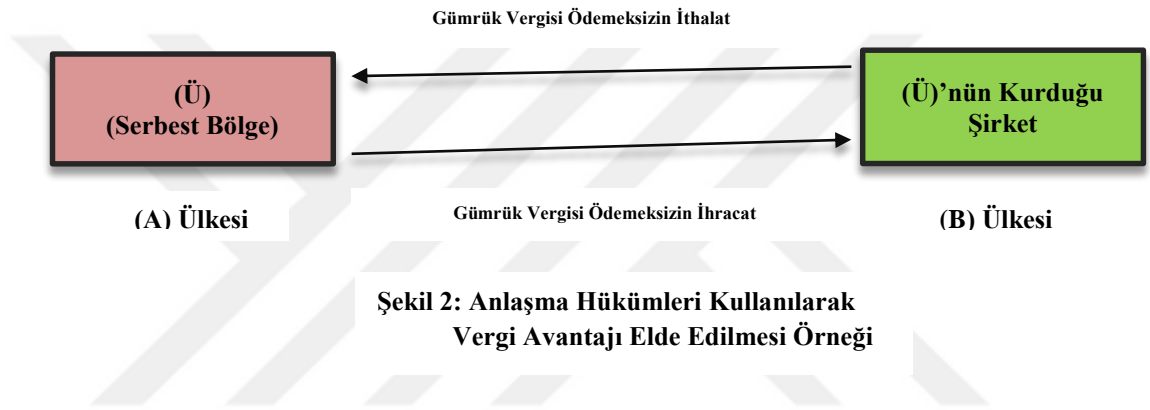 Gümrük Vergisi Ödemeksizin İthalat
(Ü)
(Serbest Bölge)
(Ü)’nün Kurduğu
Şirket
(A) Ülkesi
Gümrük Vergisi Ödemeksizin İhracat
(B) Ülkesi
Şekil 2: Anlaşma Hükümleri Kullanılarak
Vergi Avantajı Elde Edilmesi Örneği